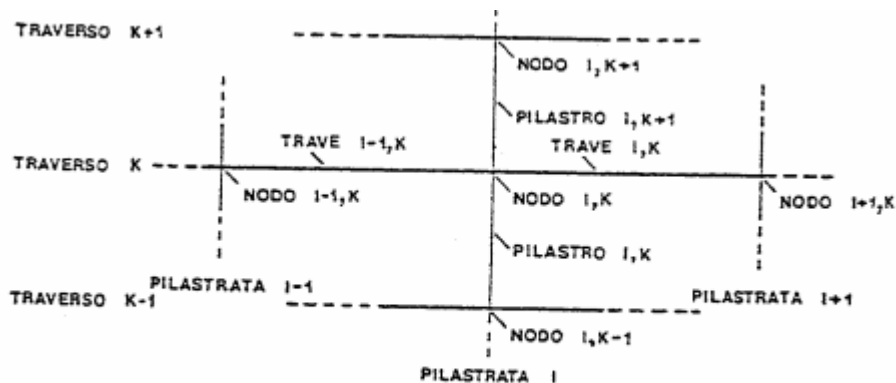 TRAVERSO K+1
NODO I,K+1
PILASTRO I,K+1
TRAVE I-1,K
TRAVE I,K
TRAVERSO K
NODO I-1,K
NODO I,K
NODO I+1,K
PILASTRO I,K
PILASTRATA I-1
PILASTRATA I+1
TRAVERSO K-1
NODO I,K-1
PILASTRATA I